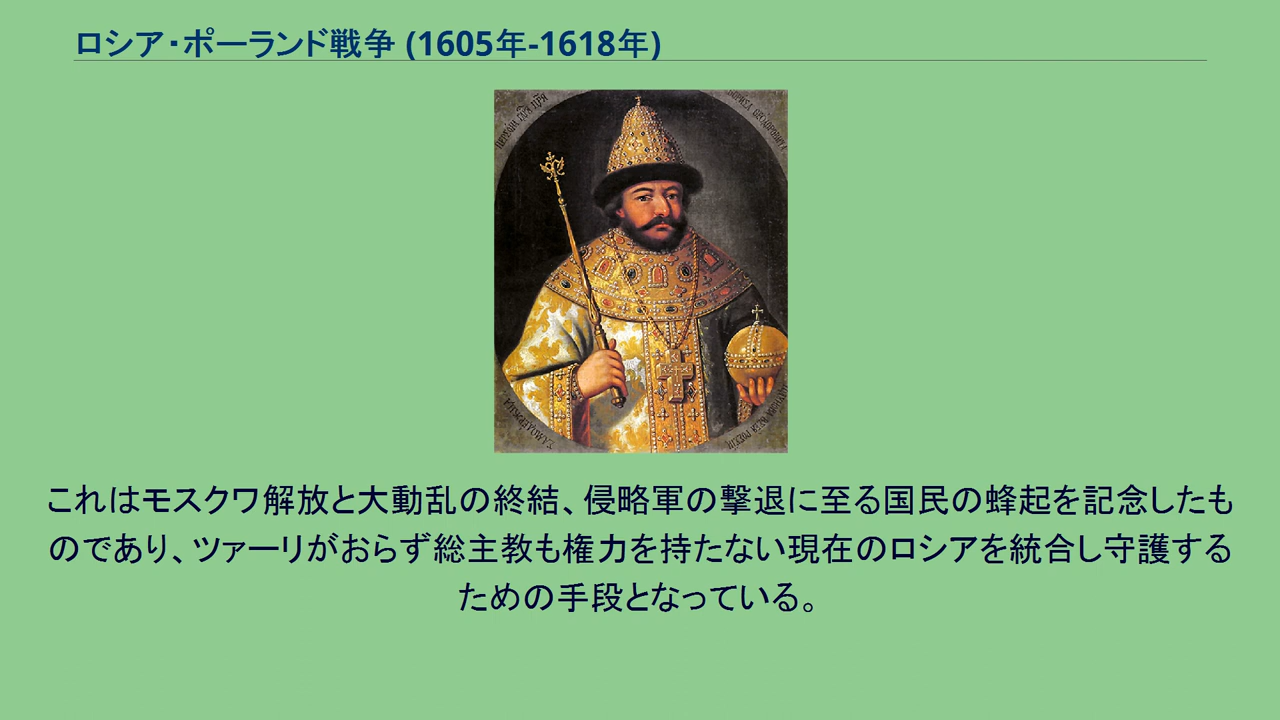 ロシア・ポーランド戦争 (1605年-1618年)
これはモスクワ解放と大動乱の終結、侵略軍の撃退に至る国民の蜂起を記念したも
のであり、ツァーリがおらず総主教も権力を持たない現在のロシアを統合し守護する
ための手段となっている。